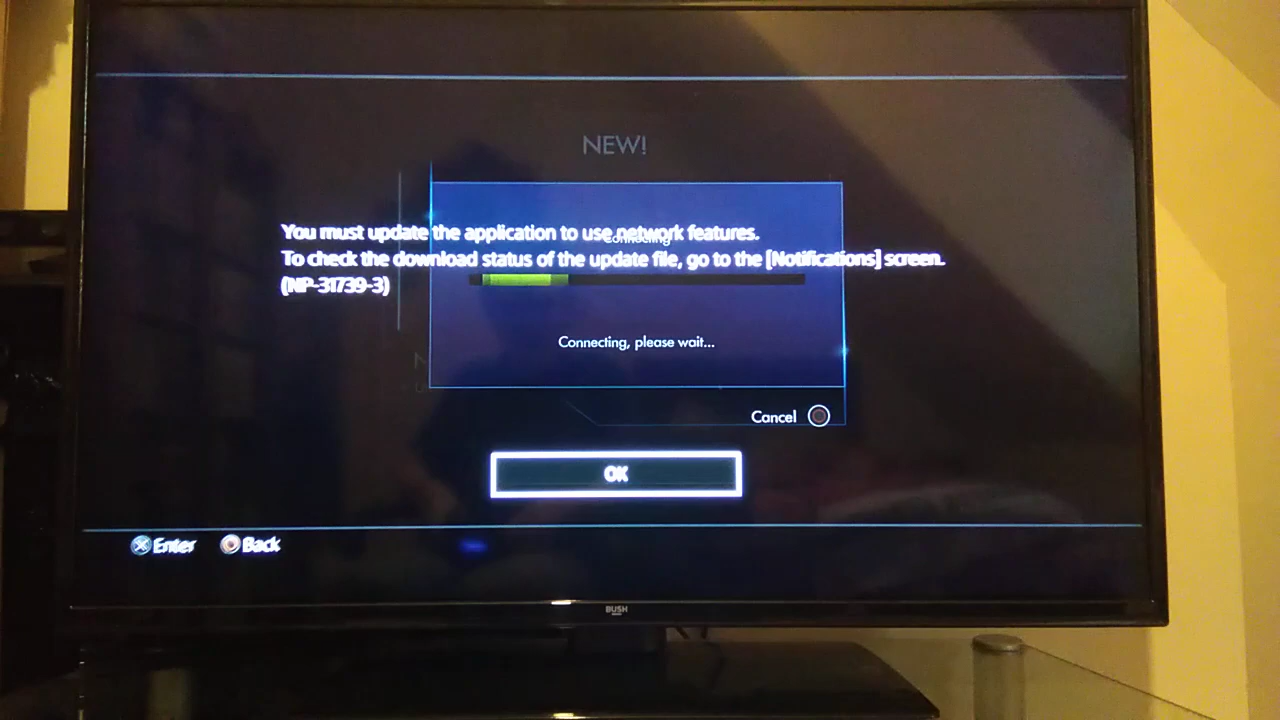 NEW!
You must update the application to use network features.
Connecting
To check the download status of the update file, go to the [Notifications] screen.
(NP-31739-3)
Connecting, please wait...
Cancel
OK
Enter Back
BUSH